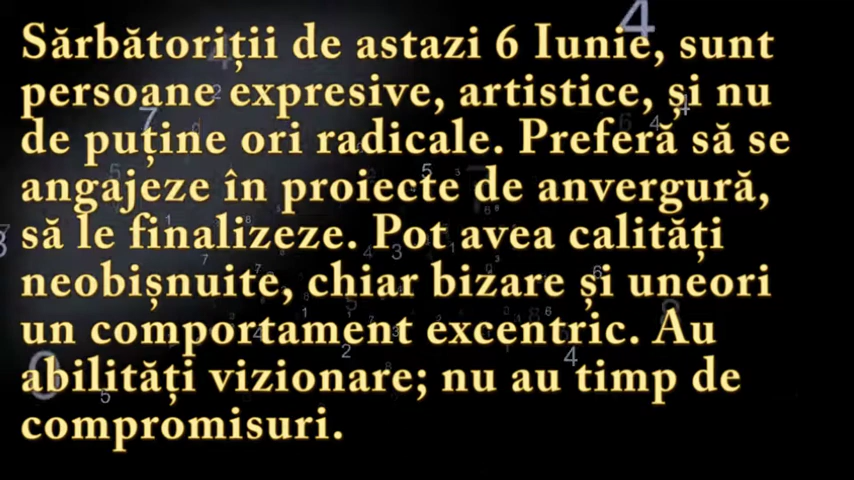 Sărbătoriții de astazi 6 Iunie, sunt
persoane expresive, artistice, și nu
de puține ori radicale. Preferă să se
angajeze în proiecte de anvergură,
să le finalizeze. Pot avea calități
neobișnuite, chiar bizare și uneori
un comportament excentric. Au
abilități vizionare; nu au timp de
compromisuri.